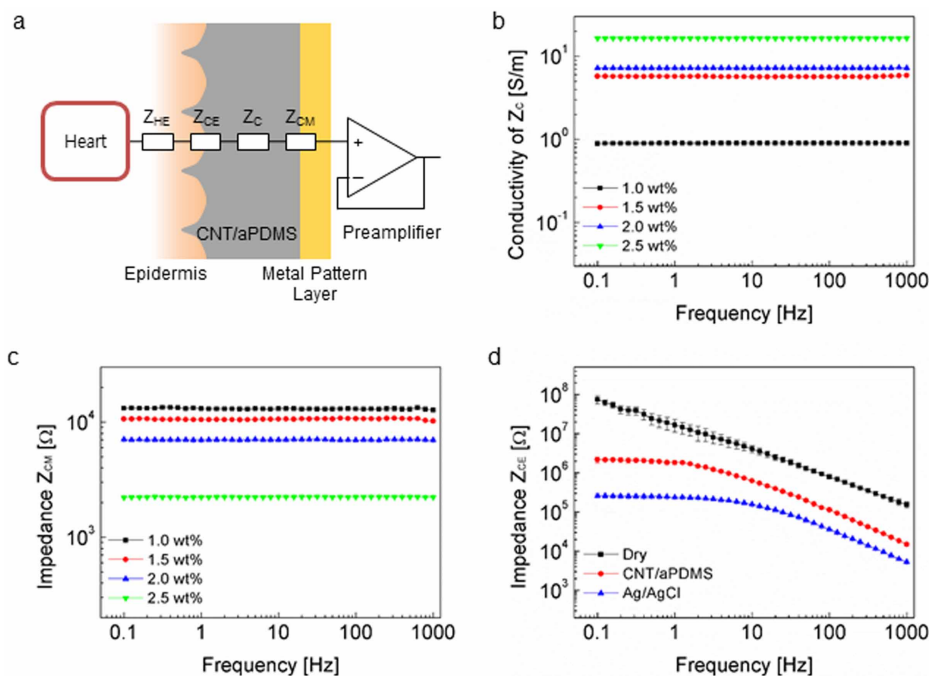 a
Heart
Z_HE Z_CE Z_C Z_CM
+
−
CNT/aPDMS
Preamplifier
Epidermis
Metal Pattern
Layer
b
Conductivity of Z_C [S/m]
10^1
10^0
10^-1
1.0 wt%
1.5 wt%
2.0 wt%
2.5 wt%
0.1 1 10 100 1000
Frequency [Hz]
c
Impedance Z_CM [Ω]
10^4
10^3
1.0 wt%
1.5 wt%
2.0 wt%
2.5 wt%
0.1 1 10 100 1000
Frequency [Hz]
d
Impedance Z_CE [Ω]
10^8
10^7
10^6
10^5
10^4
10^3
Dry
CNT/aPDMS
Ag/AgCl
0.1 1 10 100 1000
Frequency [Hz]